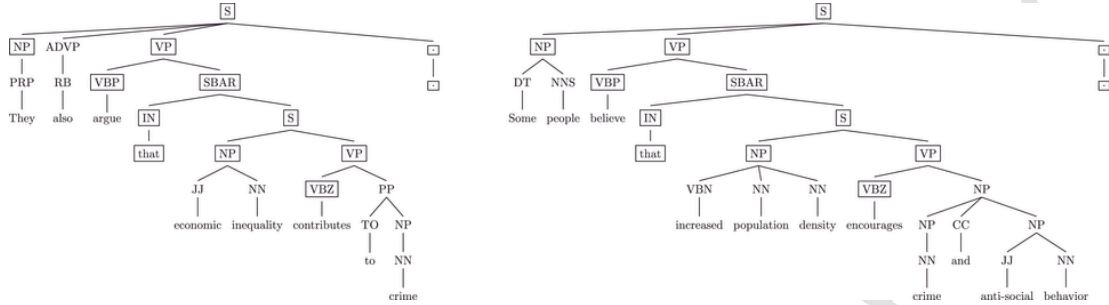 S S
NP ADVP VP . NP VP .
PRP RB VBP SBAR . DT NNS VBP SBAR .
They also argue IN S Some people believe IN S
that NP VP that NP VP
JJ NN VBZ PP VBN NN NN VBZ NP
economic inequality contributes TO NP increased population density encourages NP CC NP
to NN NN and JJ NN
crime crime anti-social behavior